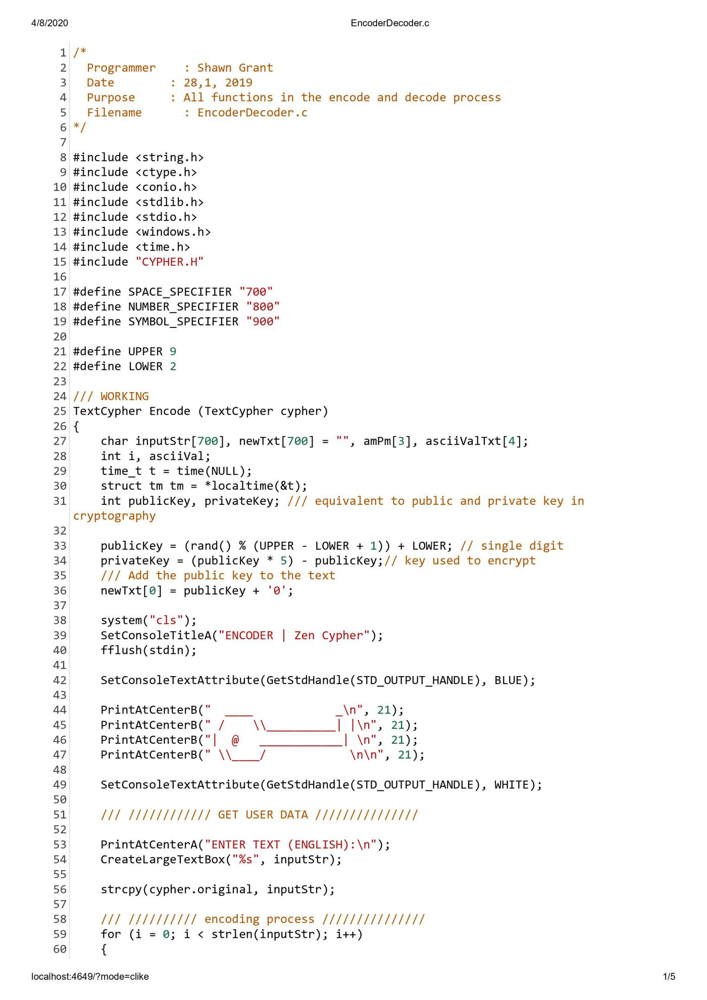 4/8/2020 EncoderDecoder.c
1 /*
2   Programmer    : Shawn Grant
3   Date        : 28,1, 2019
4   Purpose     : All functions in the encode and decode process
5   Filename      : EncoderDecoder.c
6 */
7
8 #include <string.h>
9 #include <ctype.h>
10 #include <conio.h>
11 #include <stdlib.h>
12 #include <stdio.h>
13 #include <windows.h>
14 #include <time.h>
15 #include "CYPHER.H"
16
17 #define SPACE_SPECIFIER "700"
18 #define NUMBER_SPECIFIER "800"
19 #define SYMBOL_SPECIFIER "900"
20
21 #define UPPER 9
22 #define LOWER 2
23
24 /// WORKING
25 TextCypher Encode (TextCypher cypher)
26 {
27     char inputStr[700], newTxt[700] = "", amPm[3], asciiValTxt[4];
28     int i, asciiVal;
29     time_t t = time(NULL);
30     struct tm tm = *localtime(&t);
31     int publicKey, privateKey; /// equivalent to public and private key in
cryptography
32
33     publicKey = (rand() % (UPPER - LOWER + 1)) + LOWER; // single digit
34     privateKey = (publicKey * 5) - publicKey;// key used to encrypt
35     /// Add the public key to the text
36     newTxt[0] = publicKey + '0';
37
38     system("cls");
39     SetConsoleTitleA("ENCODER | Zen Cypher");
40     fflush(stdin);
41
42     SetConsoleTextAttribute(GetStdHandle(STD_OUTPUT_HANDLE), BLUE);
43
44     PrintAtCenterB("  ____            _\n", 21);
45     PrintAtCenterB(" /    \\__________| |\n", 21);
46     PrintAtCenterB("|  @   ____________| \n", 21);
47     PrintAtCenterB(" \\____/            \n\n", 21);
48
49     SetConsoleTextAttribute(GetStdHandle(STD_OUTPUT_HANDLE), WHITE);
50
51     /// //////////// GET USER DATA ///////////////
52
53     PrintAtCenterA("ENTER TEXT (ENGLISH):\n");
54     CreateLargeTextBox("%s", inputStr);
55
56     strcpy(cypher.original, inputStr);
57
58     /// ////////// encoding process ///////////////
59     for (i = 0; i < strlen(inputStr); i++)
60     {
localhost:4649/?mode=clike 1/5